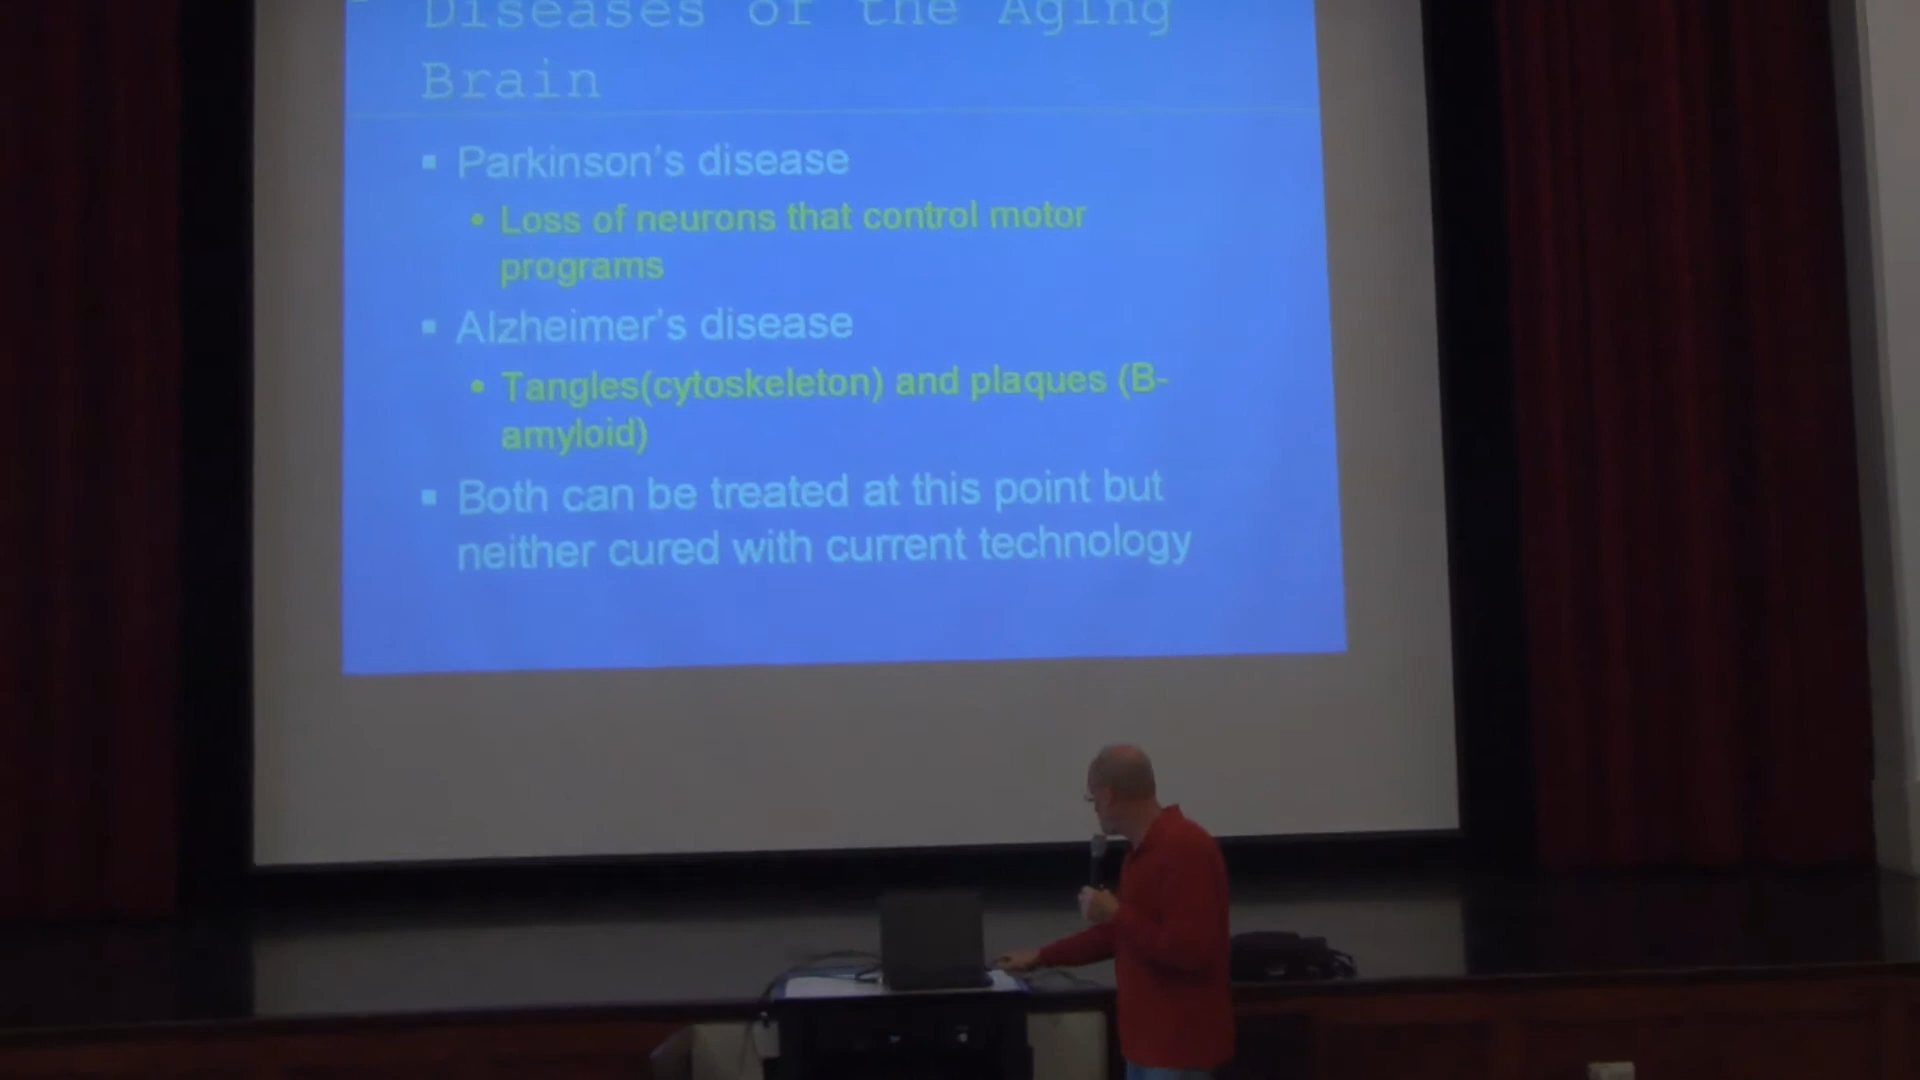 Diseases of the Aging
Brain
▪ Parkinson's disease
• Loss of neurons that control motor
programs
▪ Alzheimer's disease
• Tangles(cytoskeleton) and plaques (B-
amyloid)
▪ Both can be treated at this point but
neither cured with current technology